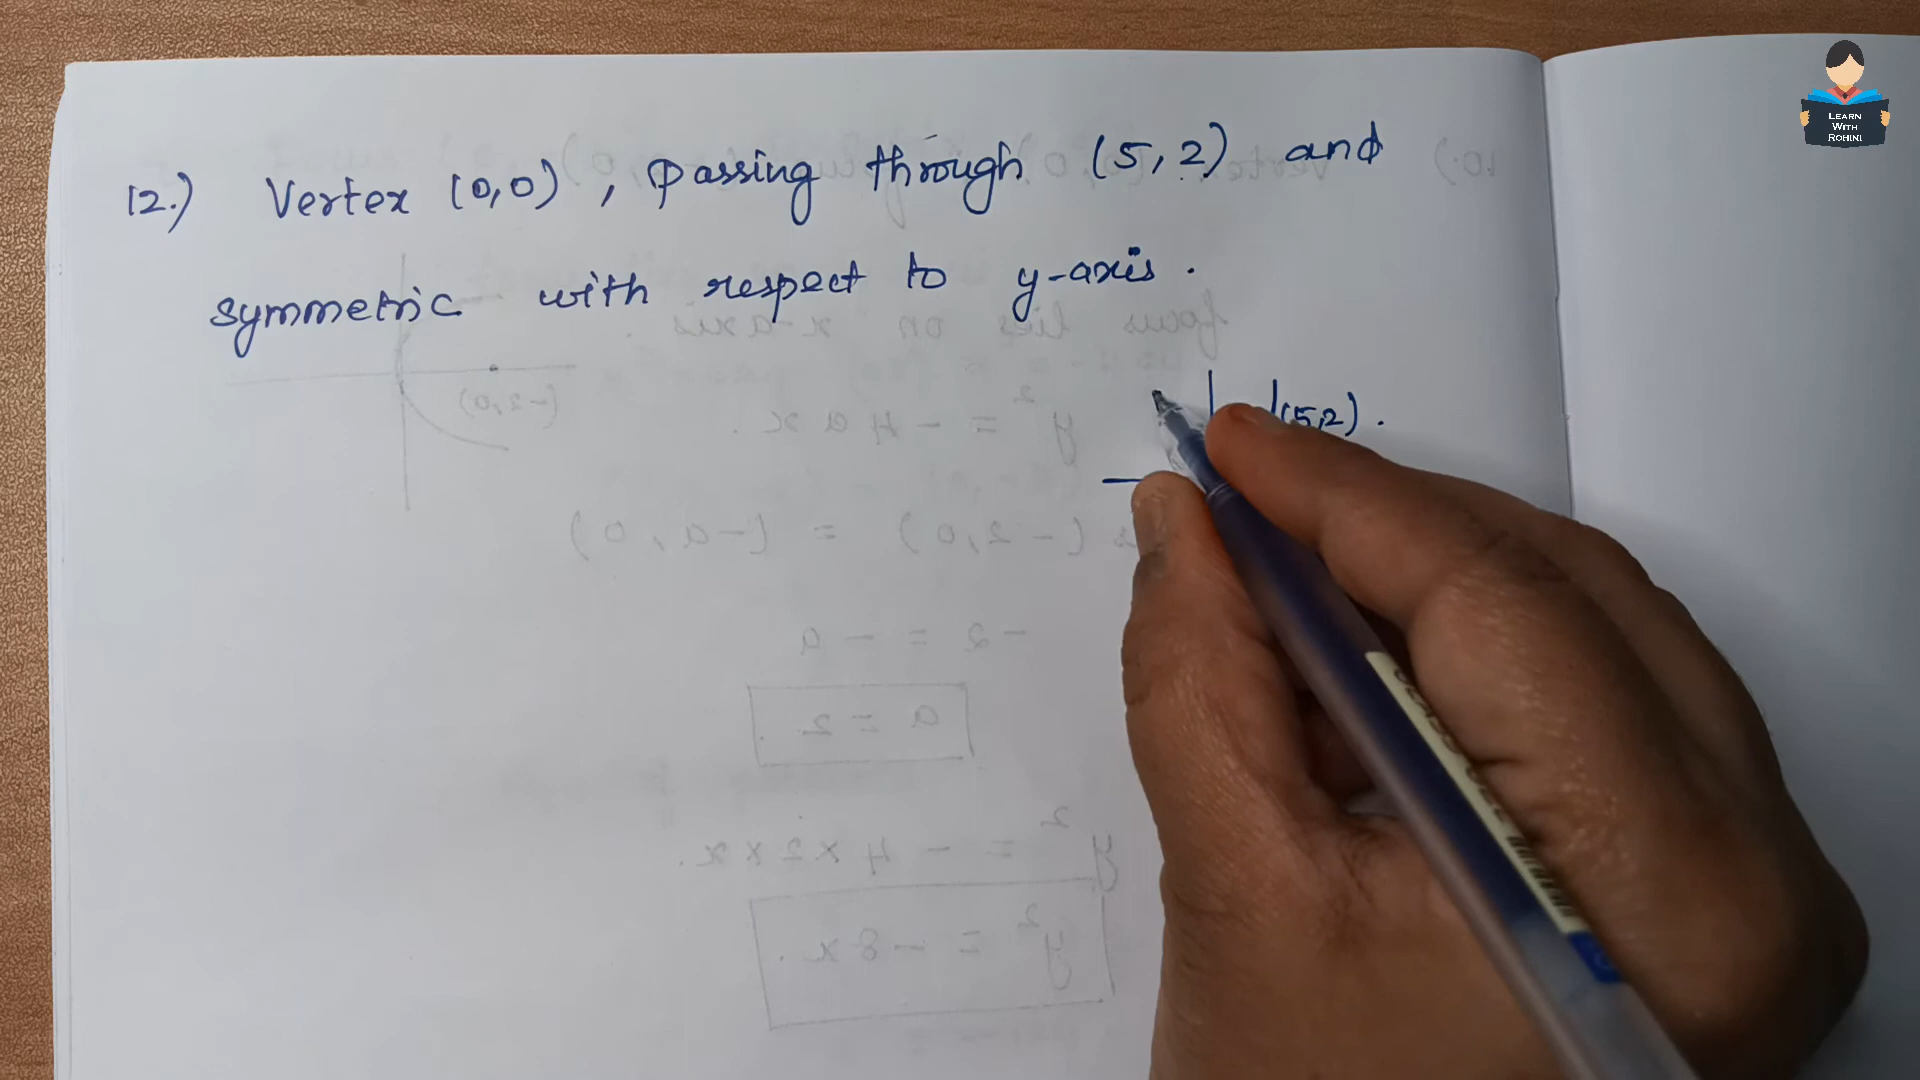 12.) Vertex (0,0), passing through (5,2) and
symmetric with respect to y-axis.
(5,2).
LEARN
WITH
ROHINI